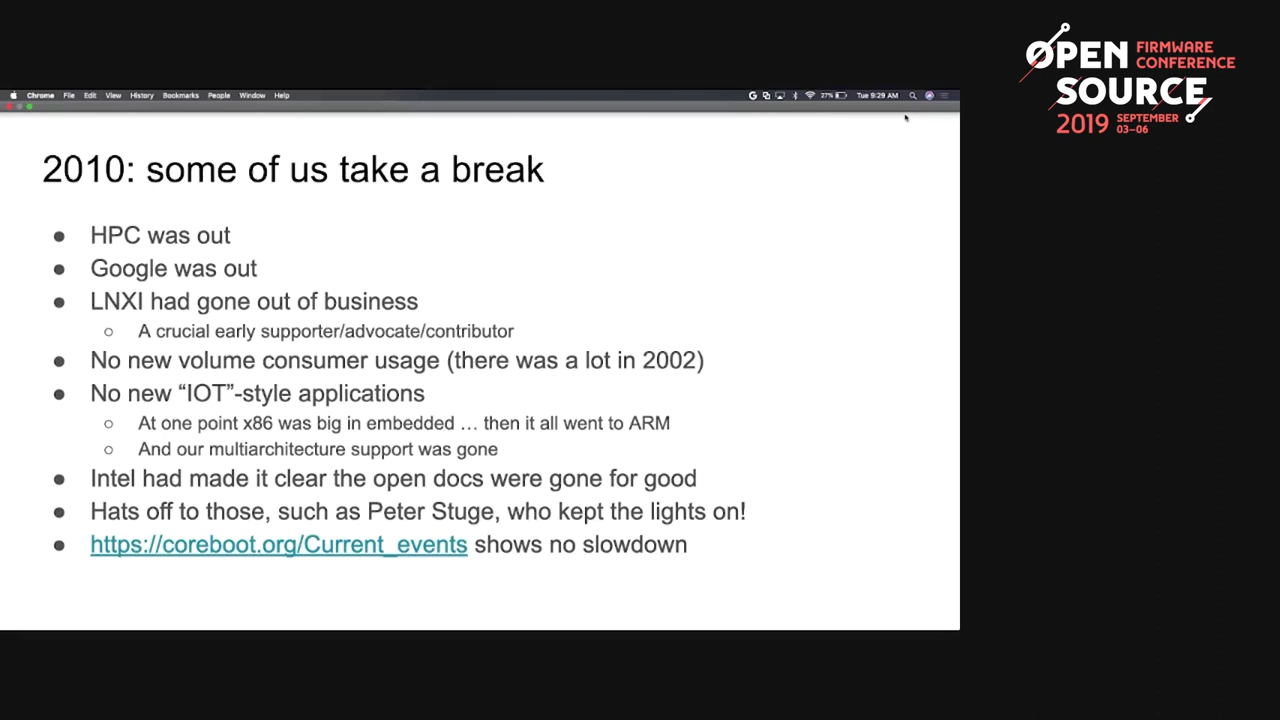 OPEN FIRMWARE CONFERENCE
SOURCE
2019 SEPTEMBER 03–06
Chrome File Edit View History Bookmarks People Window Help
27% Tue 9:29 AM
2010: some of us take a break
● HPC was out
● Google was out
● LNXI had gone out of business
○ A crucial early supporter/advocate/contributor
● No new volume consumer usage (there was a lot in 2002)
● No new “IOT”-style applications
○ At one point x86 was big in embedded … then it all went to ARM
○ And our multiarchitecture support was gone
● Intel had made it clear the open docs were gone for good
● Hats off to those, such as Peter Stuge, who kept the lights on!
● https://coreboot.org/Current_events shows no slowdown